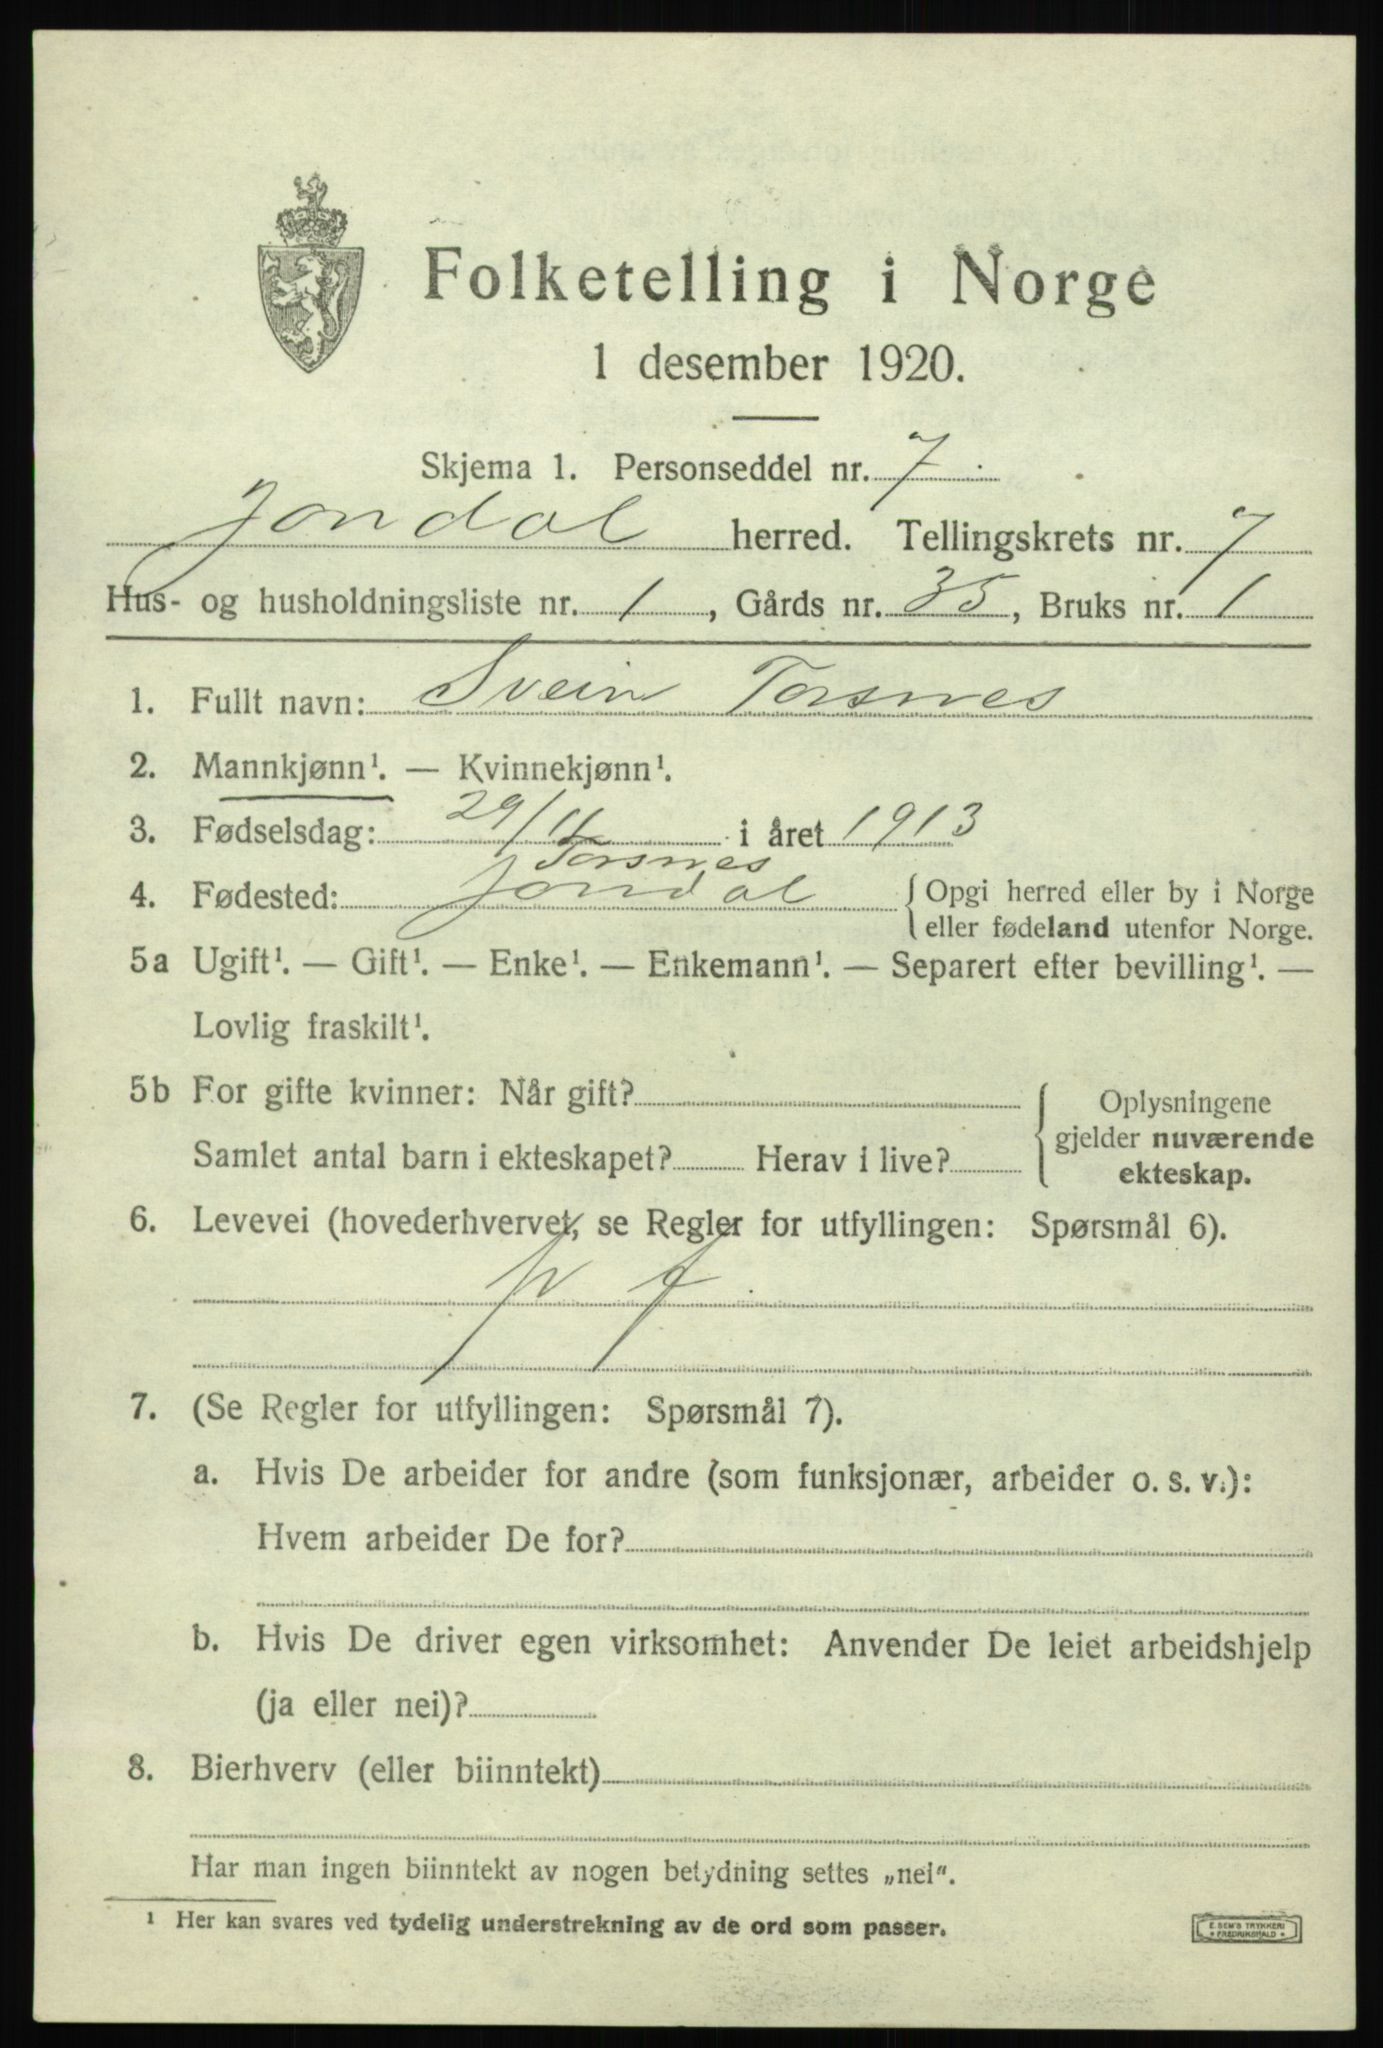 Folketelling i Norge
1 desember 1920.
Skjema 1. Personseddel nr. 7.
Jondal herred. Tellingskrets nr. 7
Hus- og husholdningsliste nr. 1, Gårds nr. 35, Bruks nr. 1
1. Fullt navn: Svein Torsnes
2. Mannkjønn¹. — Kvinnekjønn¹.
3. Fødselsdag: 29/11 i året 1913
Torsnes
4. Fødested: Jondal { Opgi herred eller by i Norge
eller fødeland utenfor Norge.
5a Ugift¹. — Gift¹. — Enke¹. — Enkemann¹. — Separert efter bevilling¹. —
Lovlig fraskilt¹.
5b For gifte kvinner: Når gift? { Oplysningene
gjelder nuværende
Samlet antal barn i ekteskapet? Herav i live?
ekteskap.
6. Levevei (hovederhvervet, se Regler for utfyllingen: Spørsmål 6).
7. (Se Regler for utfyllingen: Spørsmål 7).
a. Hvis De arbeider for andre (som funksjonær, arbeider o. s. v.):
Hvem arbeider De for?
b. Hvis De driver egen virksomhet: Anvender De leiet arbeidshjelp
(ja eller nei)?
8. Bierhverv (eller biinntekt)
Har man ingen biinntekt av nogen betydning settes „nei“.
¹ Her kan svares ved tydelig understrekning av de ord som passer.
E. SEM'S TRYKKERI
* FREDRIKSHALD *